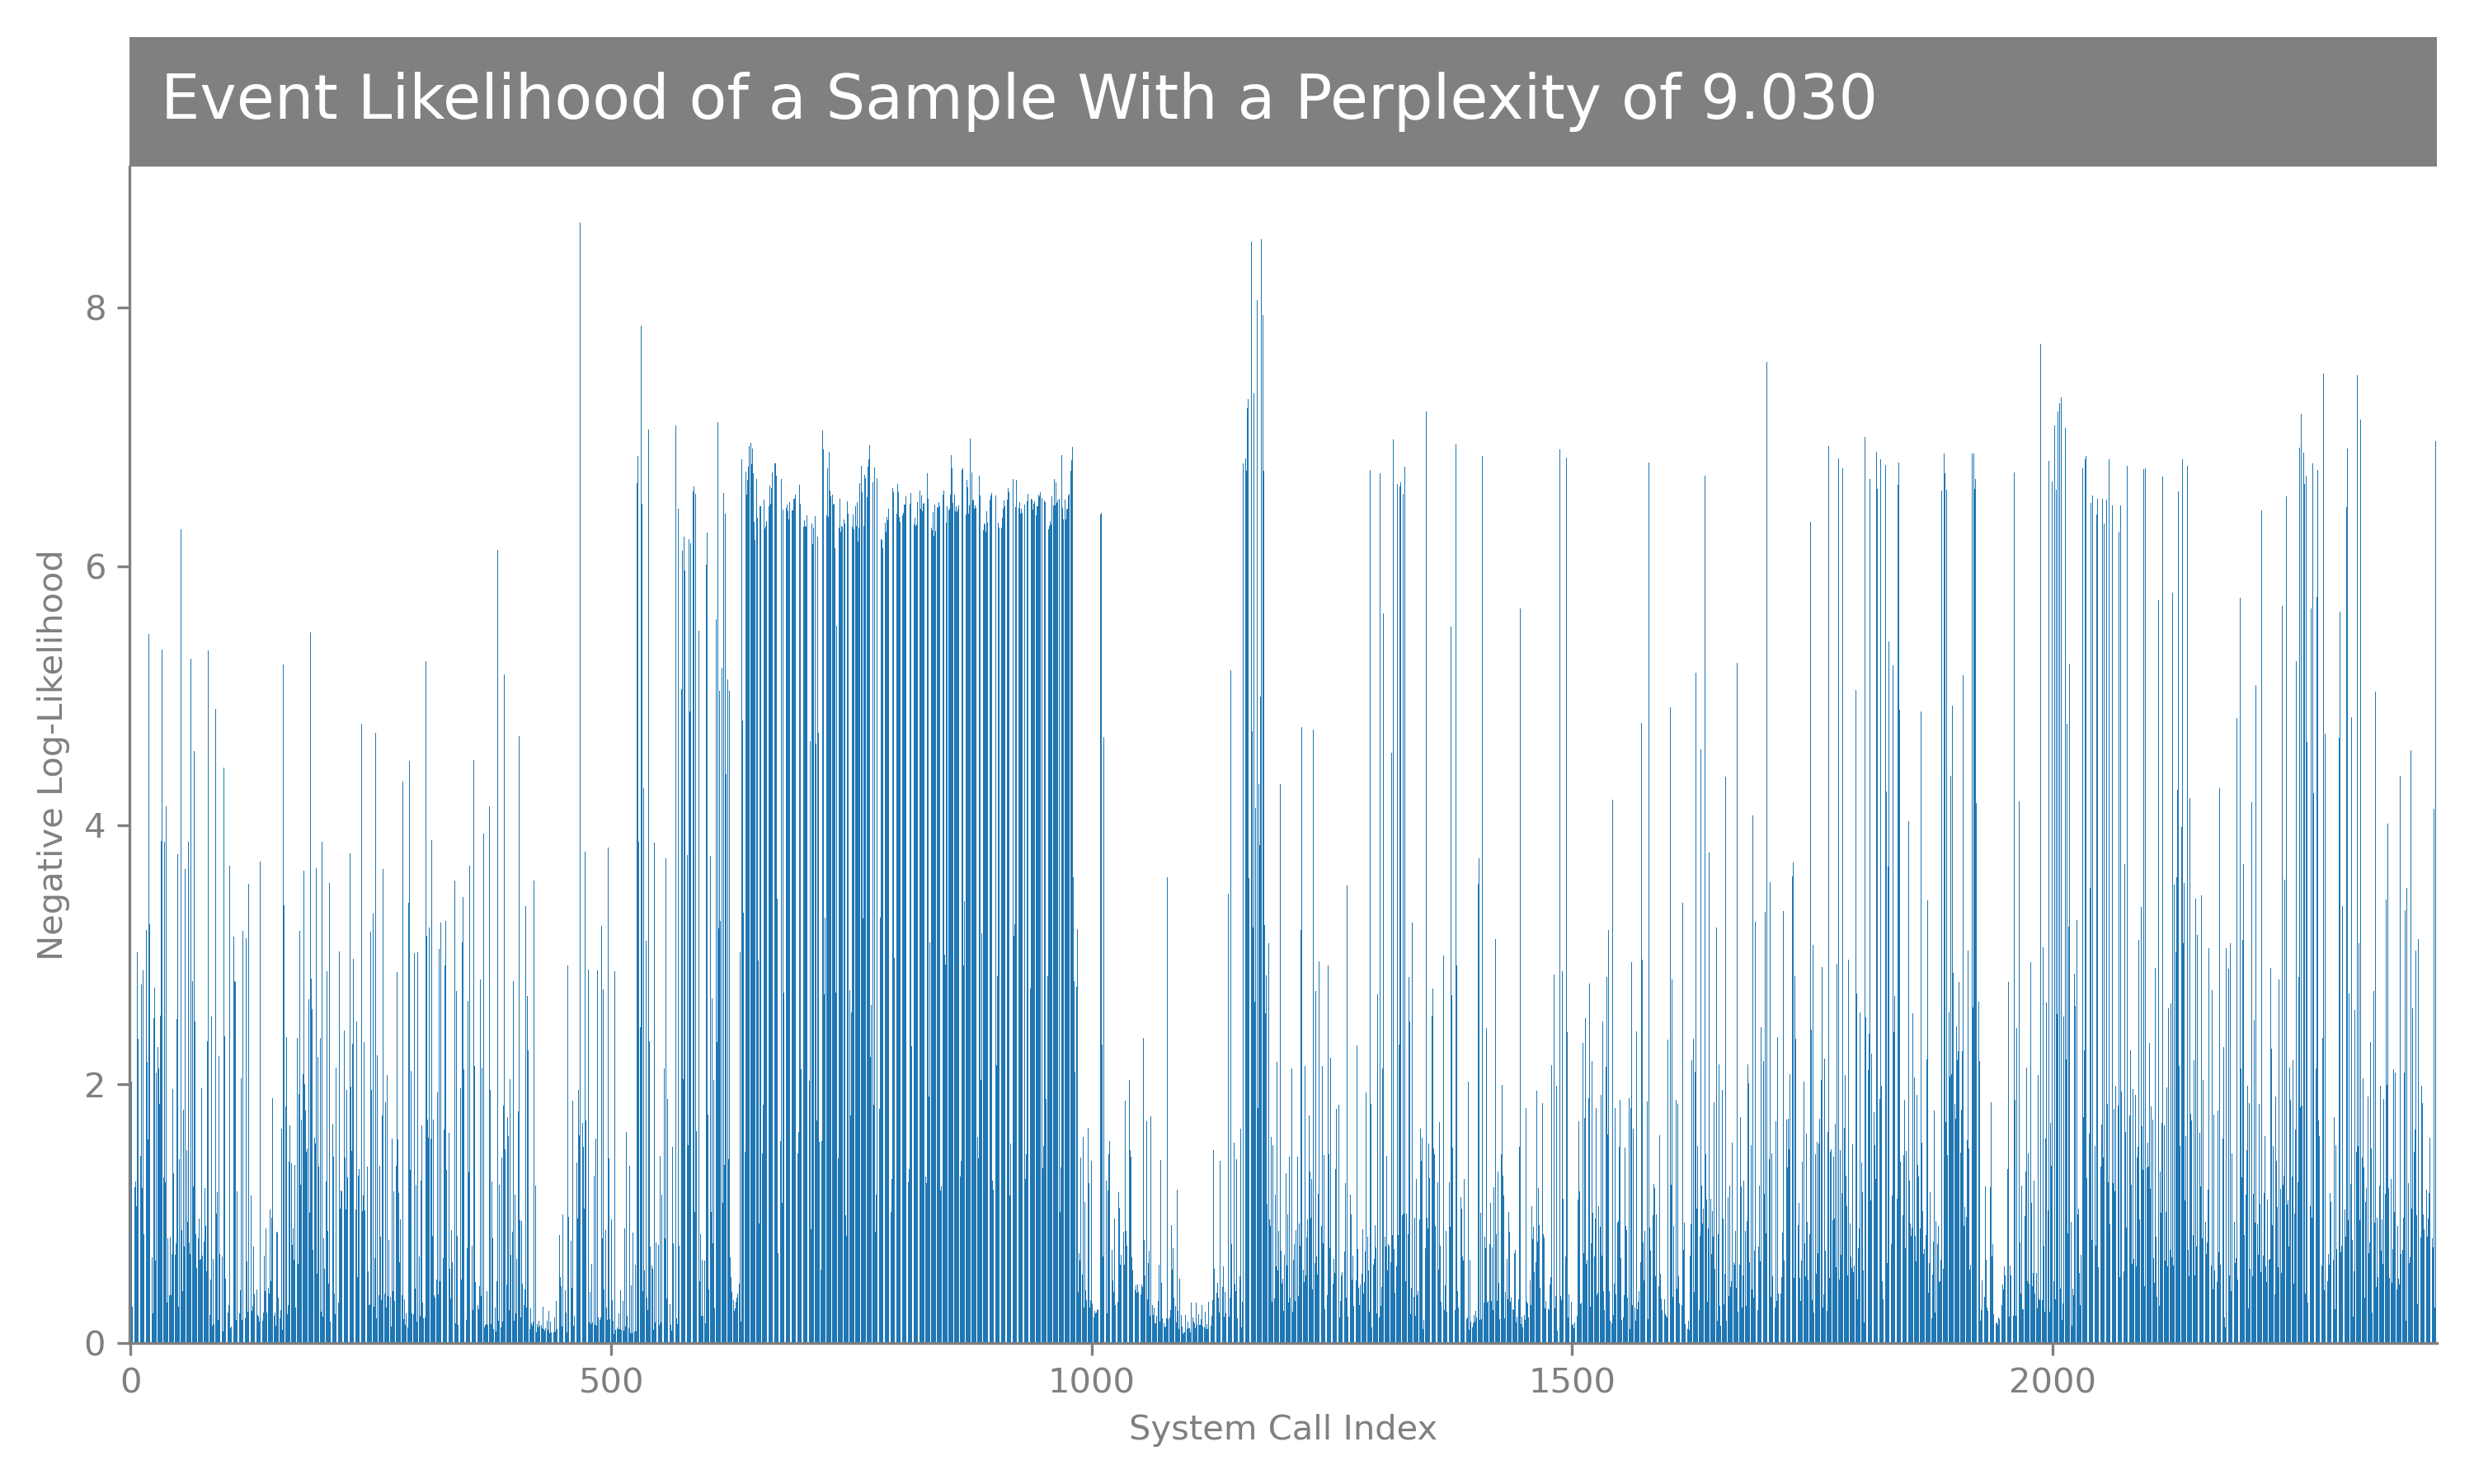 Event Likelihood of a Sample With a Perplexity of 9.030
Negative Log-Likelihood
8
6
4
2
0
0 500 1000 1500 2000
System Call Index